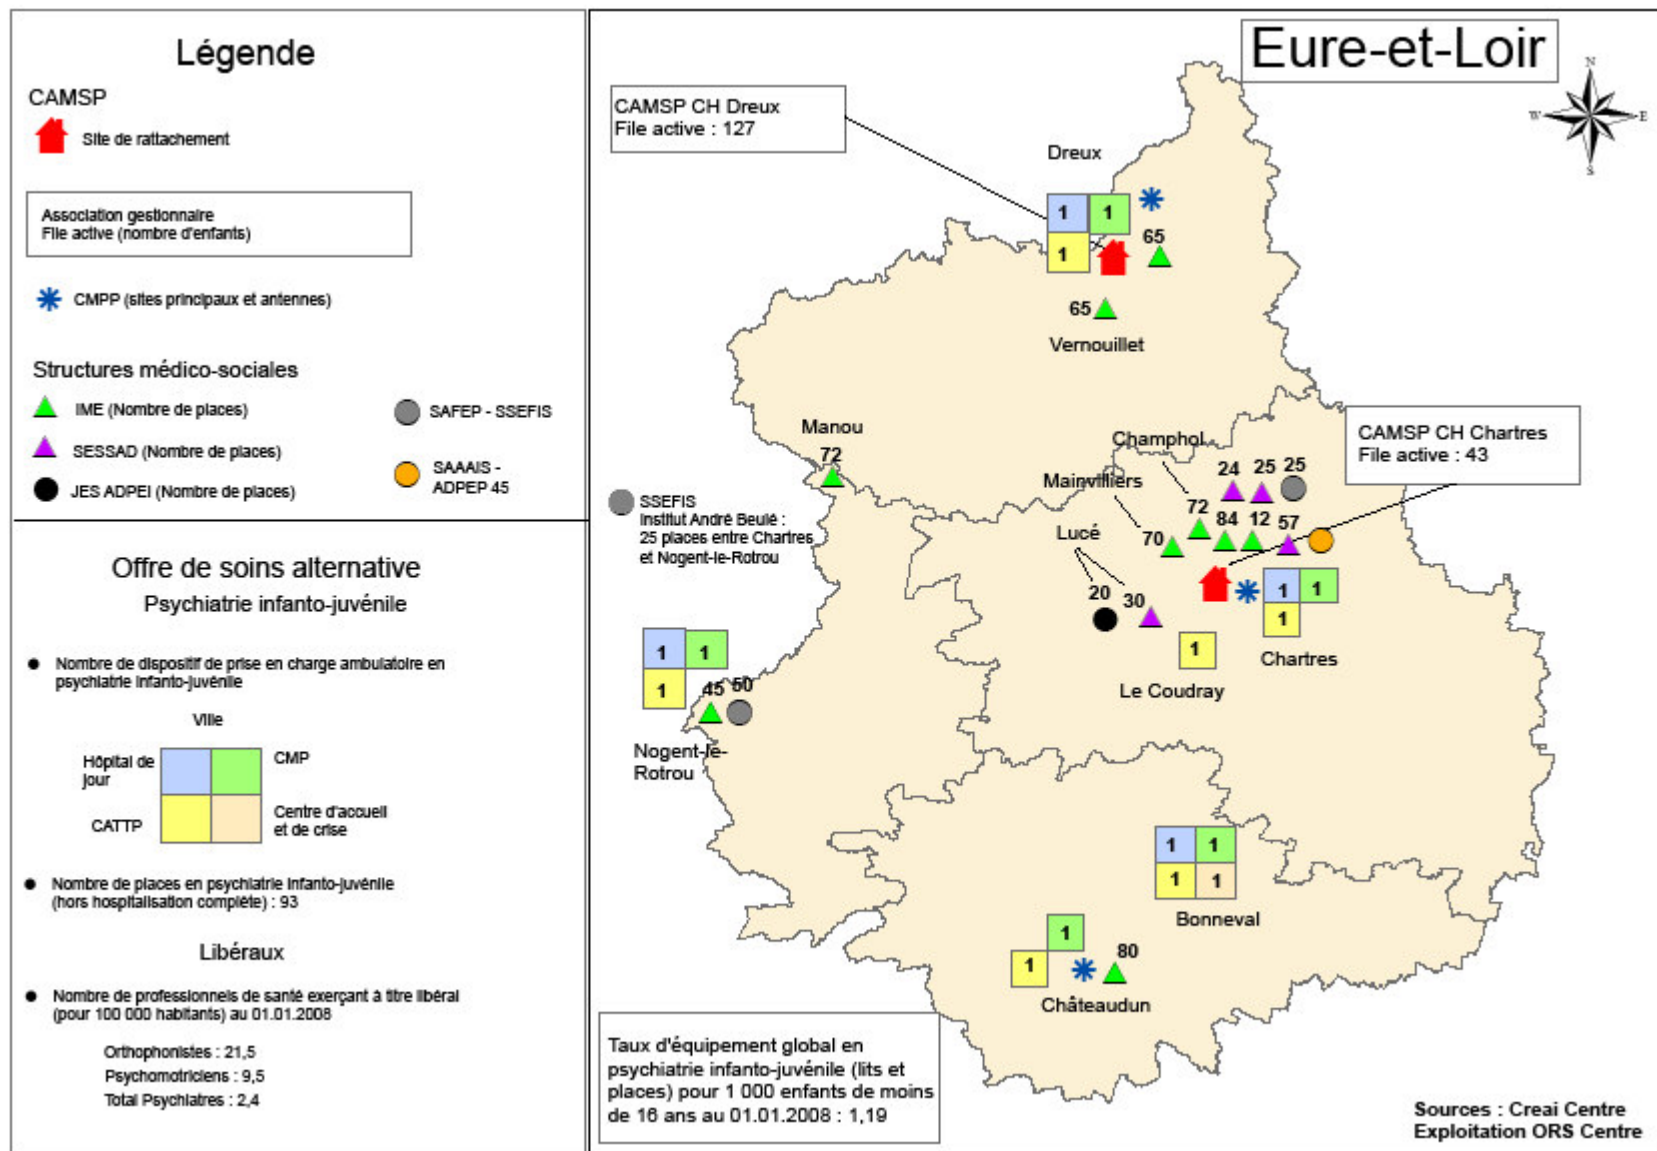 Légende
CAMSP
Site de rattachement
Association gestionnaire
File active (nombre d'enfants)
CMPP (sites principaux et antennes)
Structures médico-sociales
IME (Nombre de places)
SAFEP - SSEFIS
SESSAD (Nombre de places)
SAAAIS -
ADPEP 45
JES ADPEI (Nombre de places)
Offre de soins alternative
Psychiatrie infanto-juvénile
Nombre de dispositif de prise en charge ambulatoire en
psychiatrie infanto-juvénile
Ville
Hôpital de
jour
CMP
CATTP
Centre d'accueil
et de crise
Nombre de places en psychiatrie infanto-juvénile
(hors hospitalisation complète) : 93
Libéraux
Nombre de professionnels de santé exerçant à titre libéral
(pour 100 000 habitants) au 01.01.2008
Orthophonistes : 21,5
Psychomotriciens : 9,5
Total Psychiatres : 2,4
Eure-et-Loir
N
W
E
S
CAMSP CH Dreux
File active : 127
Dreux
1 1
1
65
65
Vernouillet
Manou
72
CAMSP CH Chartres
File active : 43
Champhol
Mainvilliers
24 25 25
72 84 12 57
70
Lucé
20 30
1 1
1
Chartres
1
Le Coudray
SSEFIS
Institut André Beulé :
25 places entre Chartres
et Nogent-le-Rotrou
1 1
1
45 50
Nogent-le-
Rotrou
1 1
1 1
Bonneval
1
1
80
Châteaudun
Taux d'équipement global en
psychiatrie infanto-juvénile (lits et
places) pour 1 000 enfants de moins
de 16 ans au 01.01.2008 : 1,19
Sources : Creai Centre
Exploitation ORS Centre